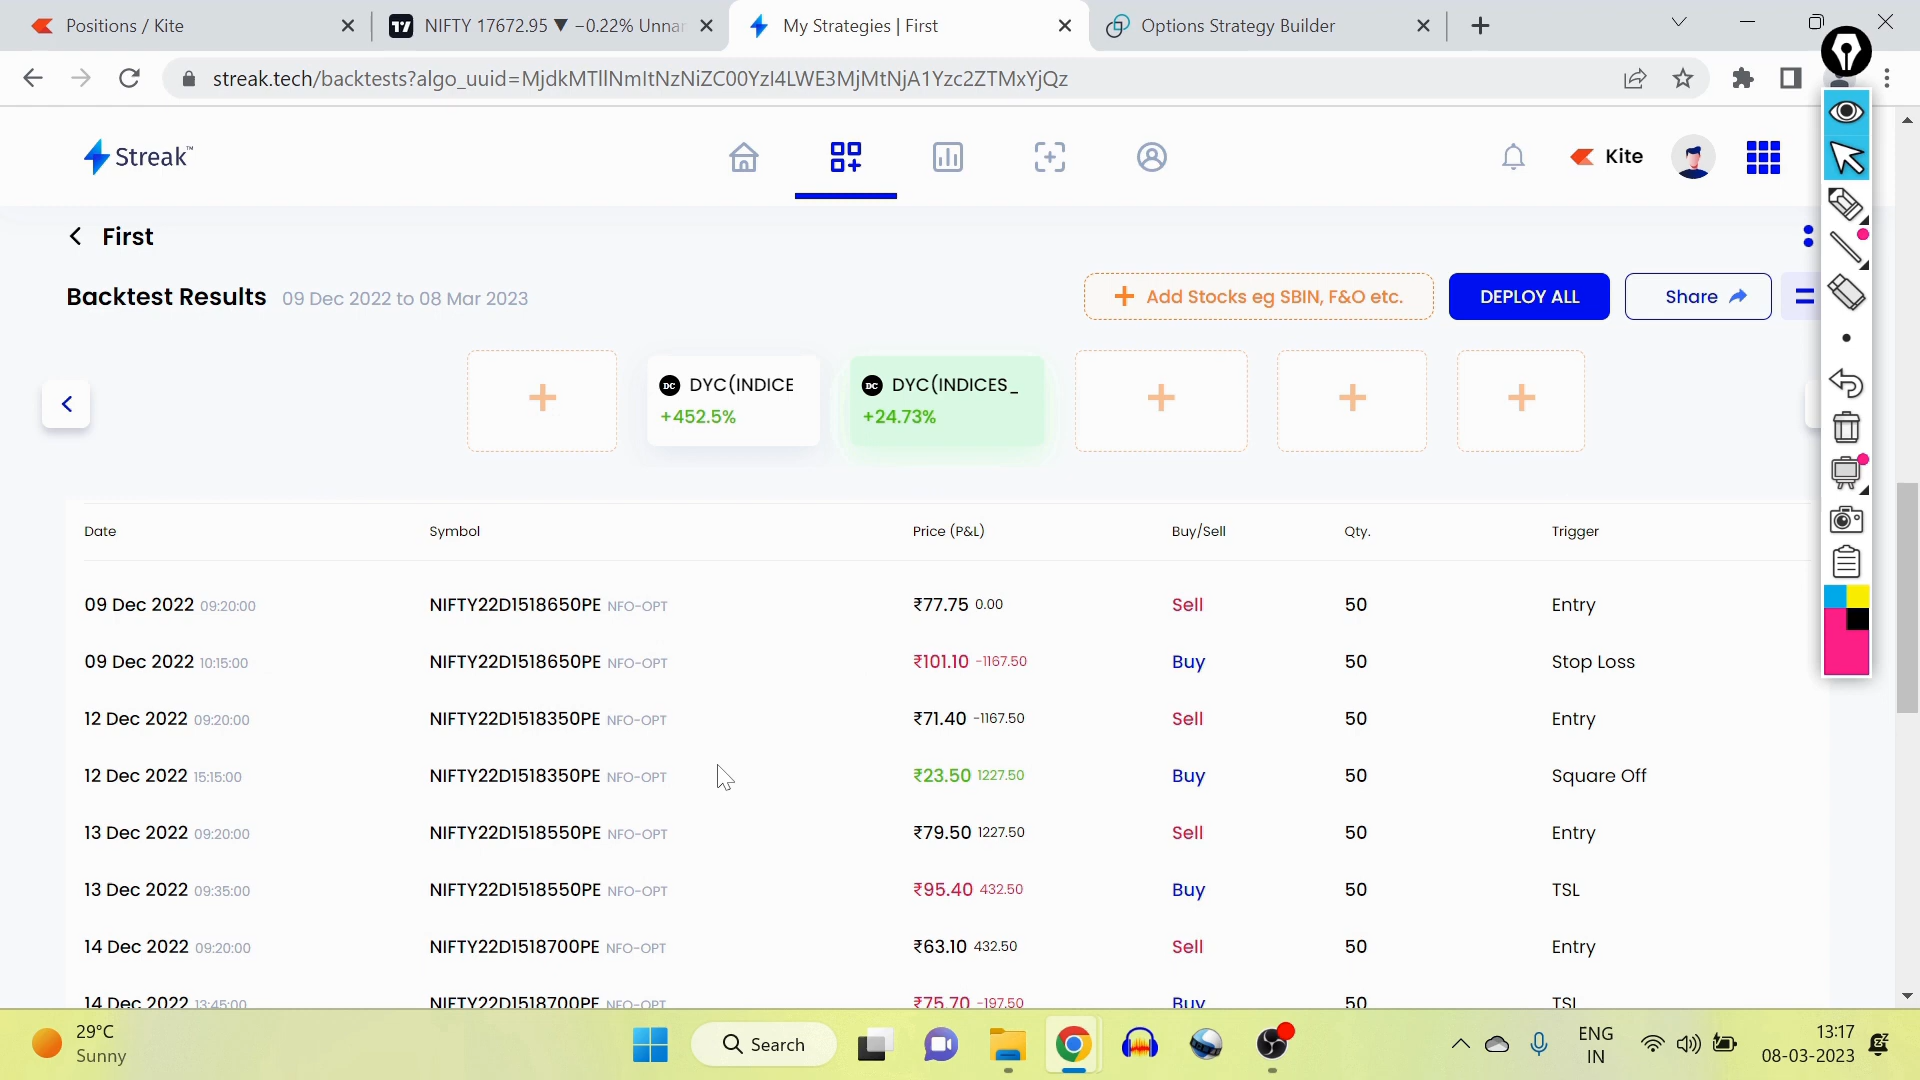 Positions / Kite
NIFTY 17672.95 ▼ −0.22% Unnar
My Strategies | First
Options Strategy Builder
streak.tech/backtests?algo_uuid=MjdkMTllNmItNzNiZC00YzI4LWE3MjMtNjA1Yzc2ZTMxYjQz
Streak™
Kite
First
Backtest Results 09 Dec 2022 to 08 Mar 2023
+ Add Stocks eg SBIN, F&O etc.
DEPLOY ALL
Share
DC DYC(INDICE
+452.5%
DC DYC(INDICES_
+24.73%
Date Symbol Price (P&L) Buy/Sell Qty. Trigger
09 Dec 2022 09:20:00 NIFTY22D1518650PE NFO-OPT ₹77.75 0.00 Sell 50 Entry
09 Dec 2022 10:15:00 NIFTY22D1518650PE NFO-OPT ₹101.10 -1167.50 Buy 50 Stop Loss
12 Dec 2022 09:20:00 NIFTY22D1518350PE NFO-OPT ₹71.40 -1167.50 Sell 50 Entry
12 Dec 2022 15:15:00 NIFTY22D1518350PE NFO-OPT ₹23.50 1227.50 Buy 50 Square Off
13 Dec 2022 09:20:00 NIFTY22D1518550PE NFO-OPT ₹79.50 1227.50 Sell 50 Entry
13 Dec 2022 09:35:00 NIFTY22D1518550PE NFO-OPT ₹95.40 432.50 Buy 50 TSL
14 Dec 2022 09:20:00 NIFTY22D1518700PE NFO-OPT ₹63.10 432.50 Sell 50 Entry
14 Dec 2022 13:45:00 NIFTY22D1518700PE NFO-OPT ₹75.70 -197.50 Buy 50 TSL
29°C
Sunny
Search
ENG
IN
13:17
08-03-2023